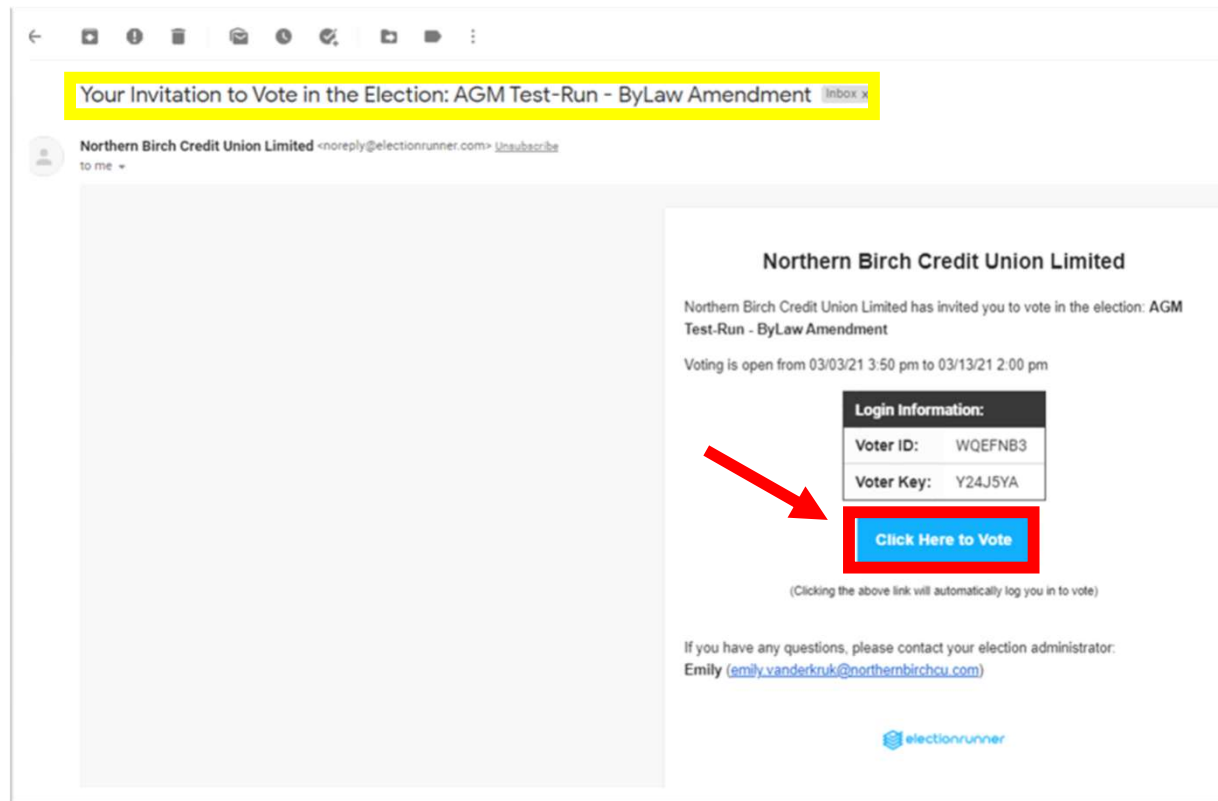 Your Invitation to Vote in the Election: AGM Test-Run - ByLaw Amendment Inbox x
Northern Birch Credit Union Limited <noreply@electionrunner.com> Unsubscribe
to me
Northern Birch Credit Union Limited
Northern Birch Credit Union Limited has invited you to vote in the election: AGM
Test-Run - ByLaw Amendment
Voting is open from 03/03/21 3:50 pm to 03/13/21 2:00 pm
Login Information:
Voter ID: WQEFNB3
Voter Key: Y24J5YA
Click Here to Vote
(Clicking the above link will automatically log you in to vote)
If you have any questions, please contact your election administrator:
Emily (emily.vanderkruk@northernbirchcu.com)
electionrunner